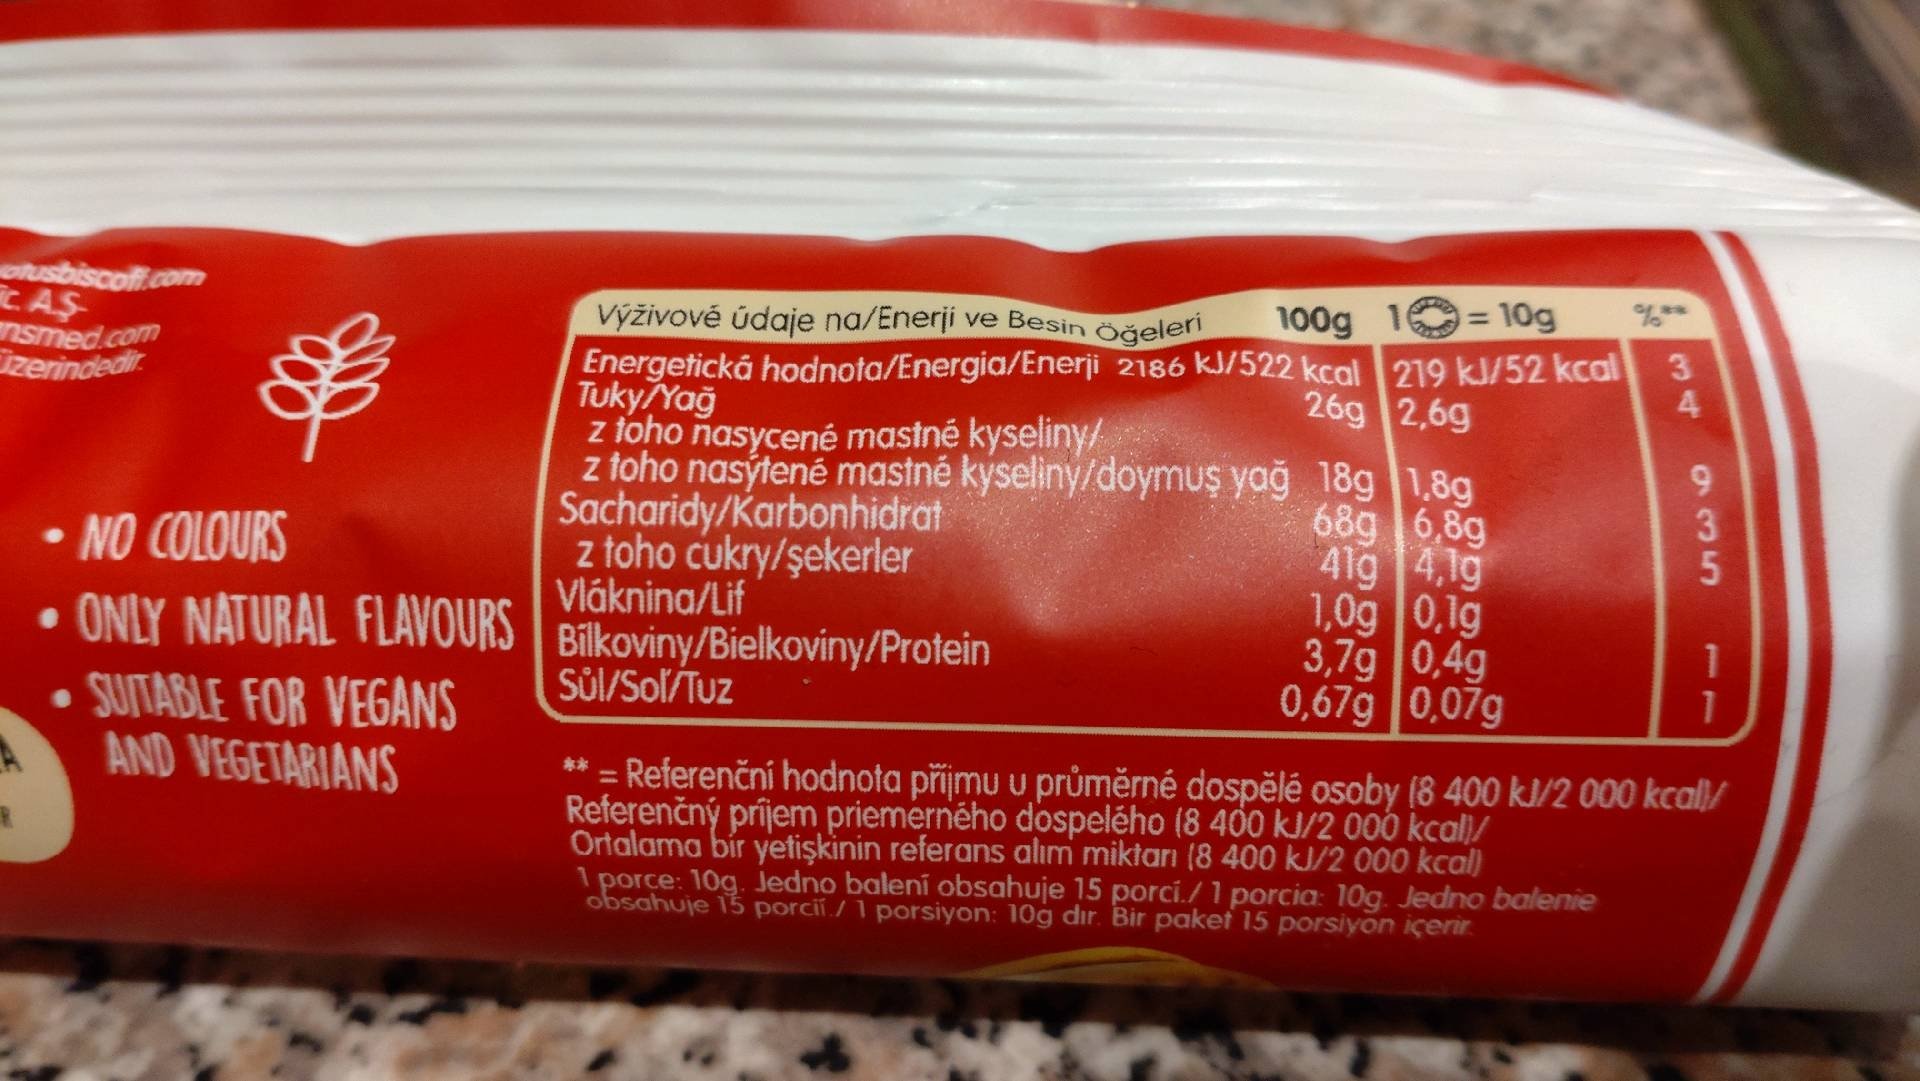 lotusbiscoff.com
A.Ş
nsmed.com
üzerindedir.
• NO COLOURS
• ONLY NATURAL FLAVOURS
• SUITABLE FOR VEGANS
AND VEGETARIANS
Výživové údaje na/Enerji ve Besin Öğeleri 100g 1 = 10g %**
Energetická hodnota/Energia/Enerji 2186 kJ/522 kcal 219 kJ/52 kcal 3
Tuky/Yağ 26g 2,6g 4
z toho nasycené mastné kyseliny/
z toho nasýtené mastné kyseliny/doymuş yağ 18g 1,8g 9
Sacharidy/Karbonhidrat 68g 6,8g 3
z toho cukry/şekerler 41g 4,1g 5
Vláknina/Lif 1,0g 0,1g
Bílkoviny/Bielkoviny/Protein 3,7g 0,4g 1
Sůl/Soľ/Tuz 0,67g 0,07g 1
** = Referenční hodnota příjmu u průměrné dospělé osoby (8 400 kJ/2 000 kcal)/
Referenčný príjem priemerného dospelého (8 400 kJ/2 000 kcal)/
Ortalama bir yetişkinin referans alım miktarı (8 400 kJ/2 000 kcal)
1 porce: 10g. Jedno balení obsahuje 15 porcí./ 1 porcia: 10g. Jedno balenie
obsahuje 15 porcií./ 1 porsiyon: 10g dır. Bir paket 15 porsiyon içerir.